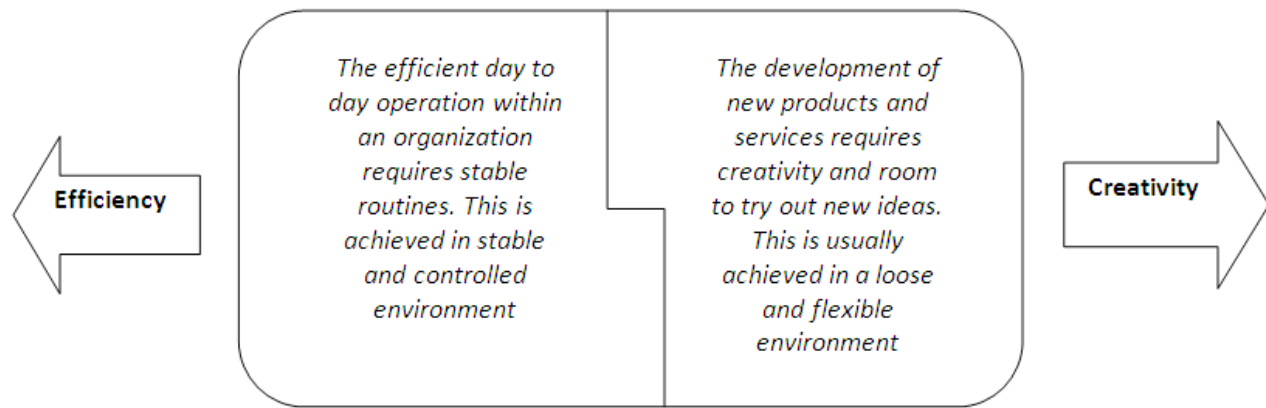 Efficiency
The efficient day to
day operation within
an organization
requires stable
routines. This is
achieved in stable
and controlled
environment
The development of
new products and
services requires
creativity and room
to try out new ideas.
This is usually
achieved in a loose
and flexible
environment
Creativity